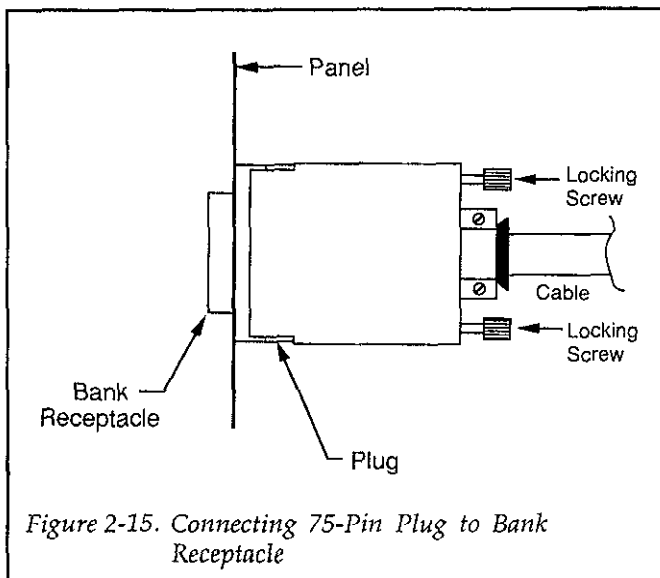 Panel
Locking
Screw
Cable
Locking
Screw
Bank
Receptacle
Plug
Figure 2-15. Connecting 75-Pin Plug to Bank
Receptacle